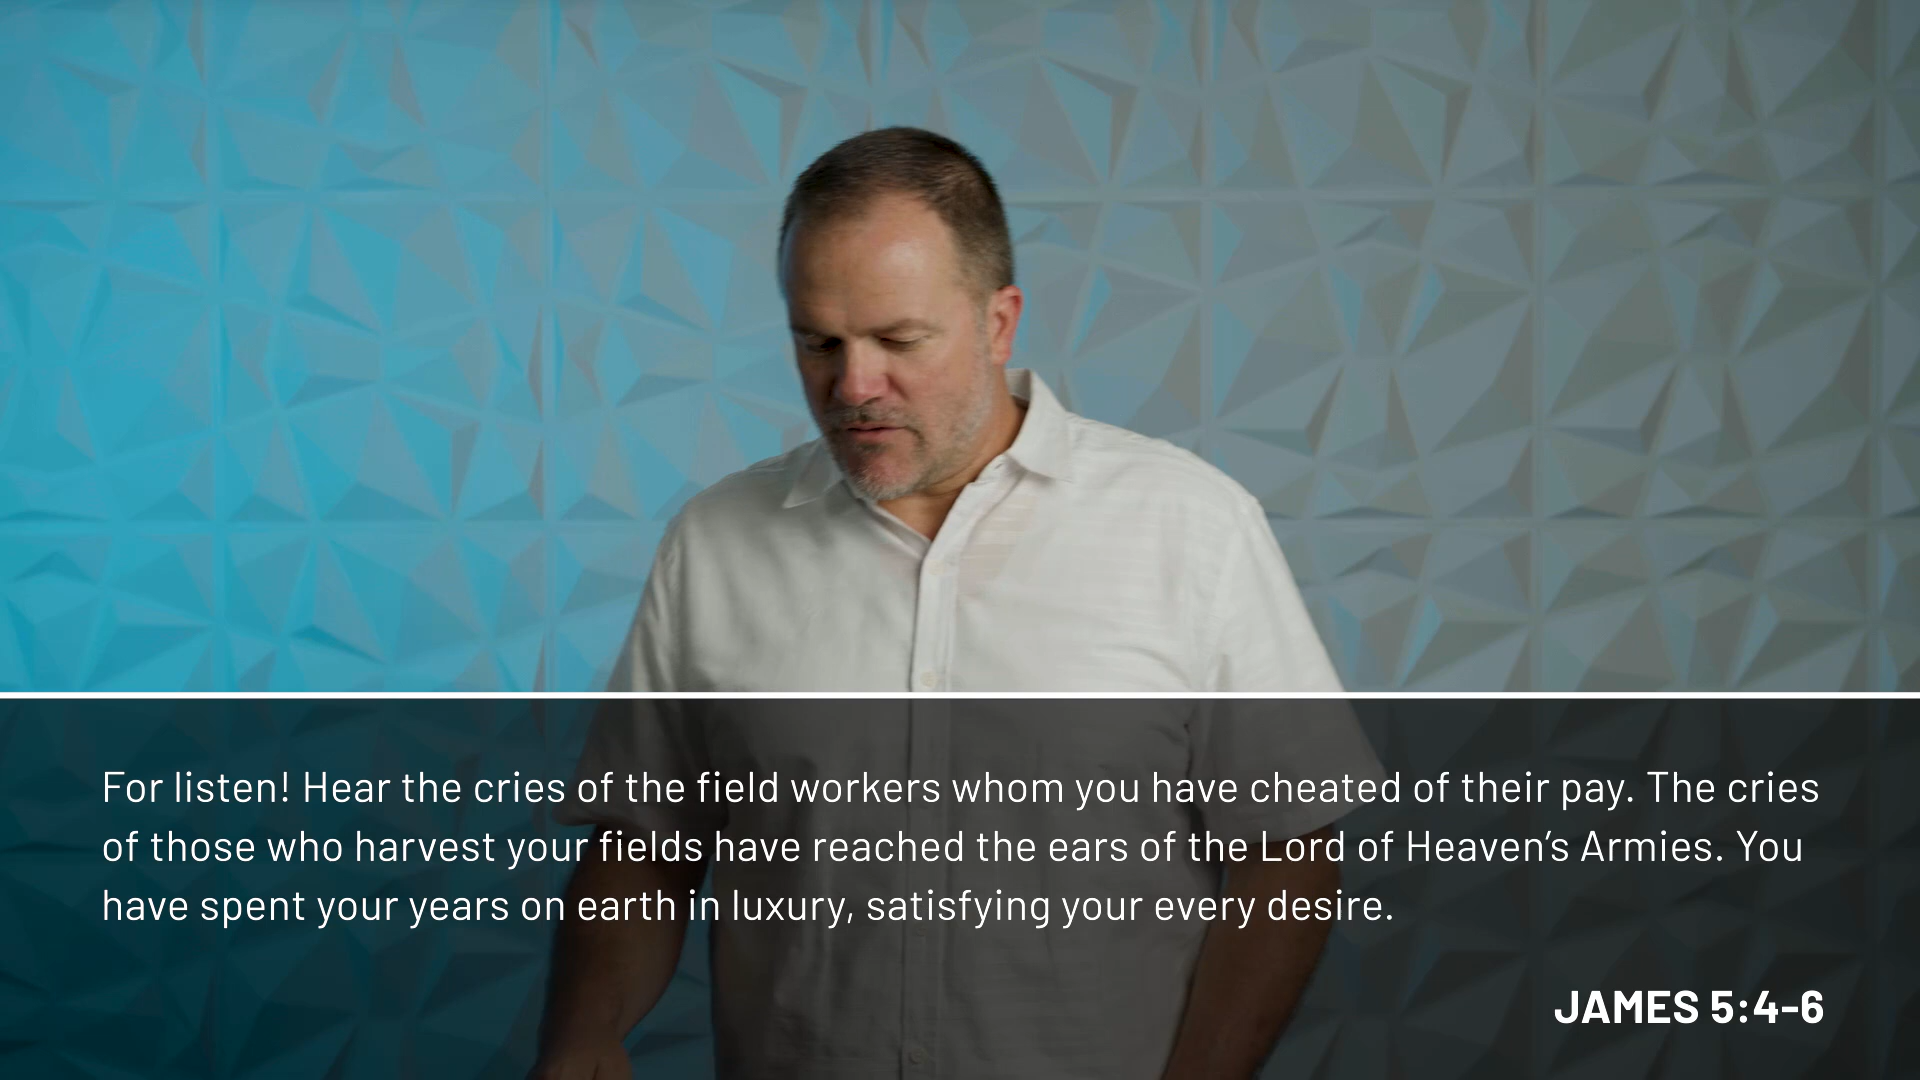 For listen! Hear the cries of the field workers whom you have cheated of their pay. The cries
of those who harvest your fields have reached the ears of the Lord of Heaven’s Armies. You
have spent your years on earth in luxury, satisfying your every desire.
JAMES 5:4-6